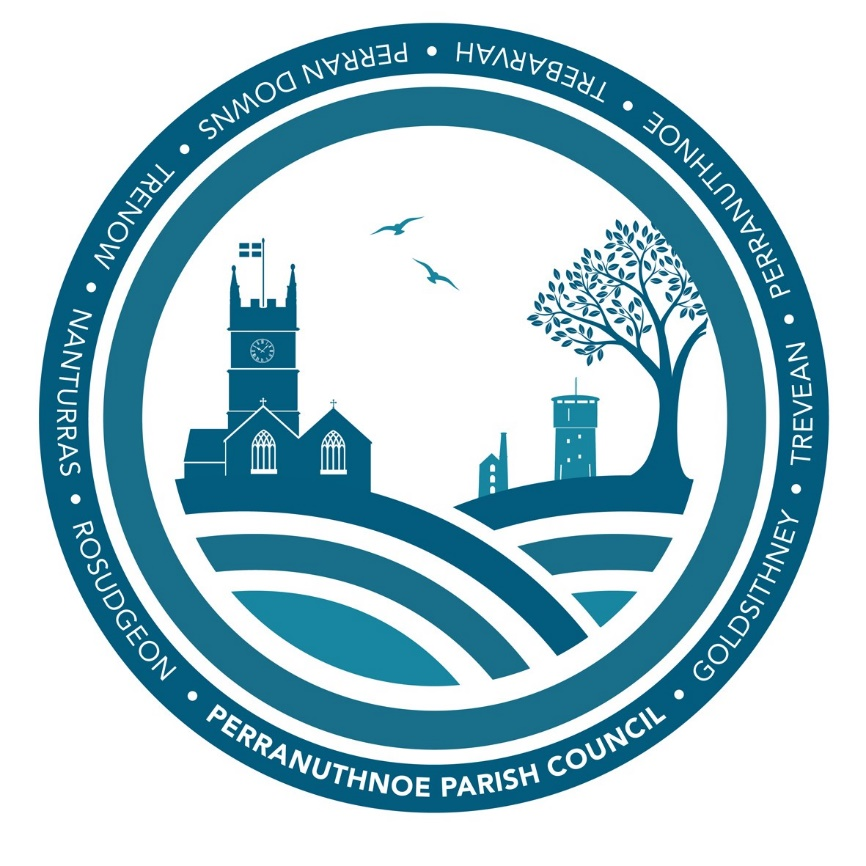 PERRANUTHNOE PARISH COUNCIL
GOLDSITHNEY
TREVEAN
PERRANUTHNOE
TREBARVAH
PERRAN DOWNS
TRENOW
NANTURRAS
ROSUDGEON